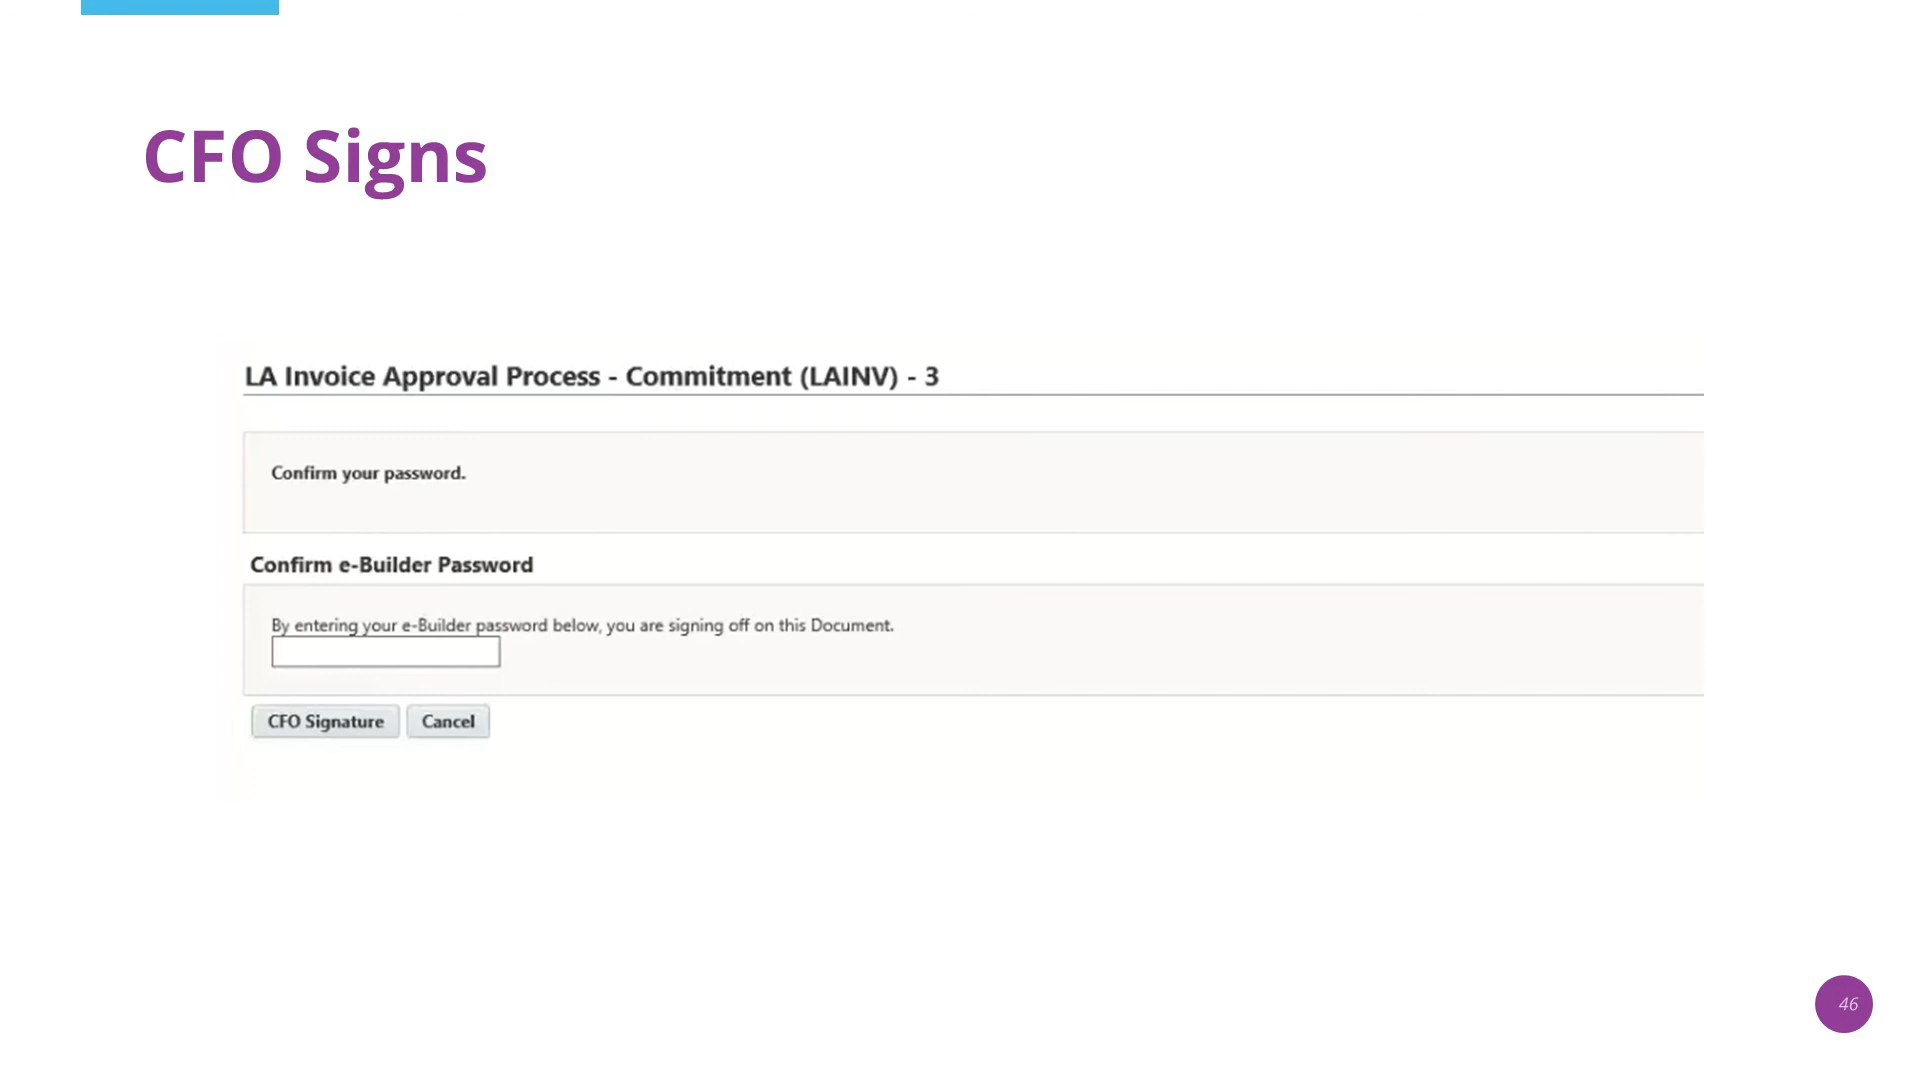 CFO Signs
LA Invoice Approval Process - Commitment (LAINV) - 3
Confirm your password.
Confirm e-Builder Password
By entering your e-Builder password below, you are signing off on this Document.
CFO Signature Cancel
46